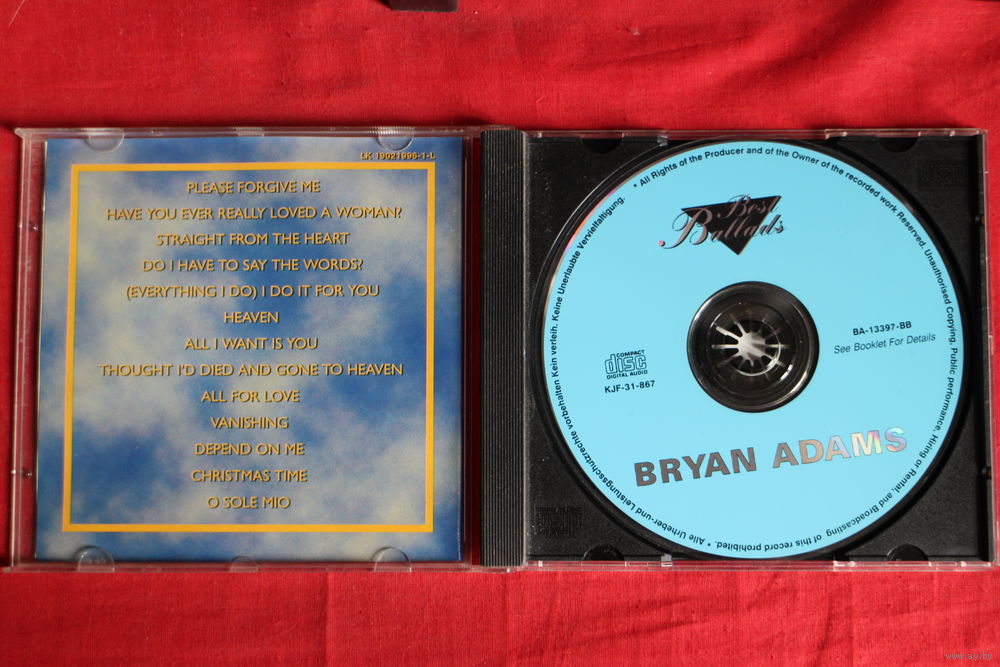 LK 19021996-1-L
PLEASE FORGIVE ME
HAVE YOU EVER REALLY LOVED A WOMAN?
STRAIGHT FROM THE HEART
DO I HAVE TO SAY THE WORDS?
(EVERYTHING I DO) I DO IT FOR YOU
HEAVEN
ALL I WANT IS YOU
THOUGHT I'D DIED AND GONE TO HEAVEN
ALL FOR LOVE
VANISHING
DEPEND ON ME
CHRISTMAS TIME
O SOLE MIO
* All Rights of the Producer and of the Owner of the recorded work Reserved. Unauthorised Copying, Public performance, Hiring or Rental, and Broadcasting of this record prohibited. * Alle Urheber-und Leistungsschutzrechte vorbehalten Kein verleih. Keine Unerlaubte Vervielfaltigung.
Best
Ballads
BA-13397-BB
See Booklet For Details
COMPACT
disc
DIGITAL AUDIO
KJF-31-867
BRYAN ADAMS